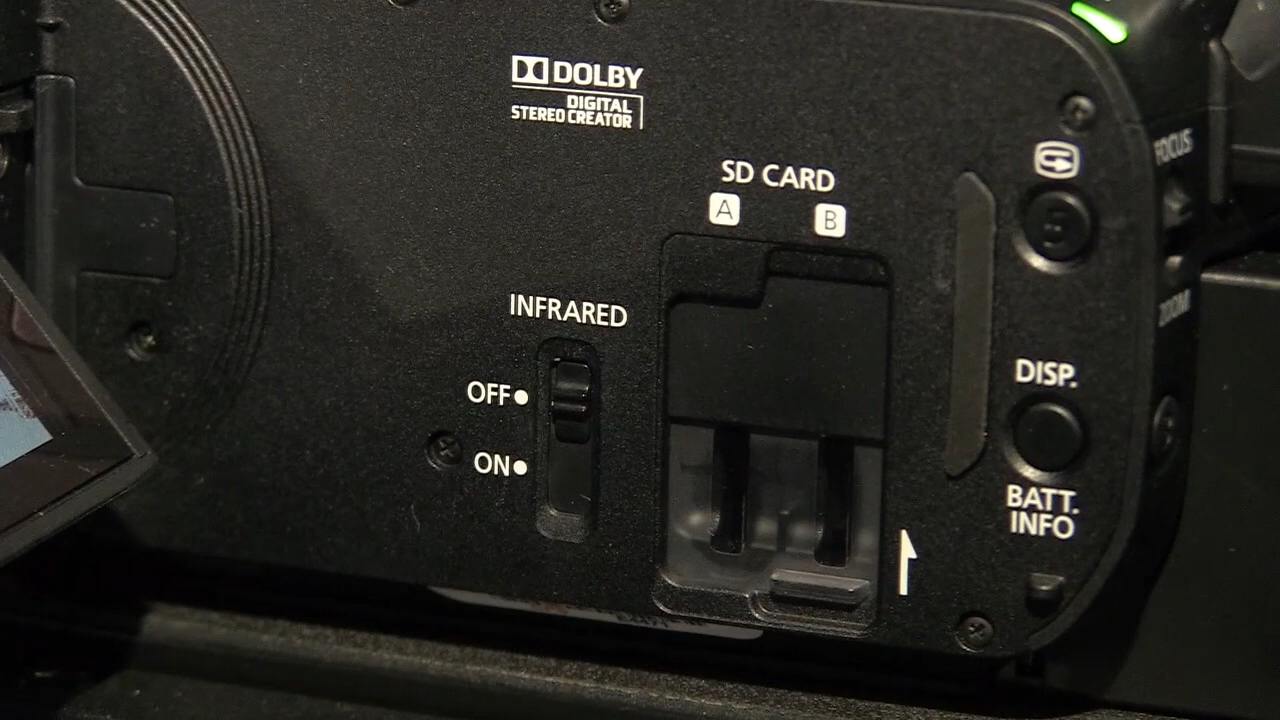 DOLBY
DIGITAL
STEREO CREATOR
SD CARD
A B
FOCUS
INFRARED
ZOOM
DISP.
OFF
ON
BATT.
INFO